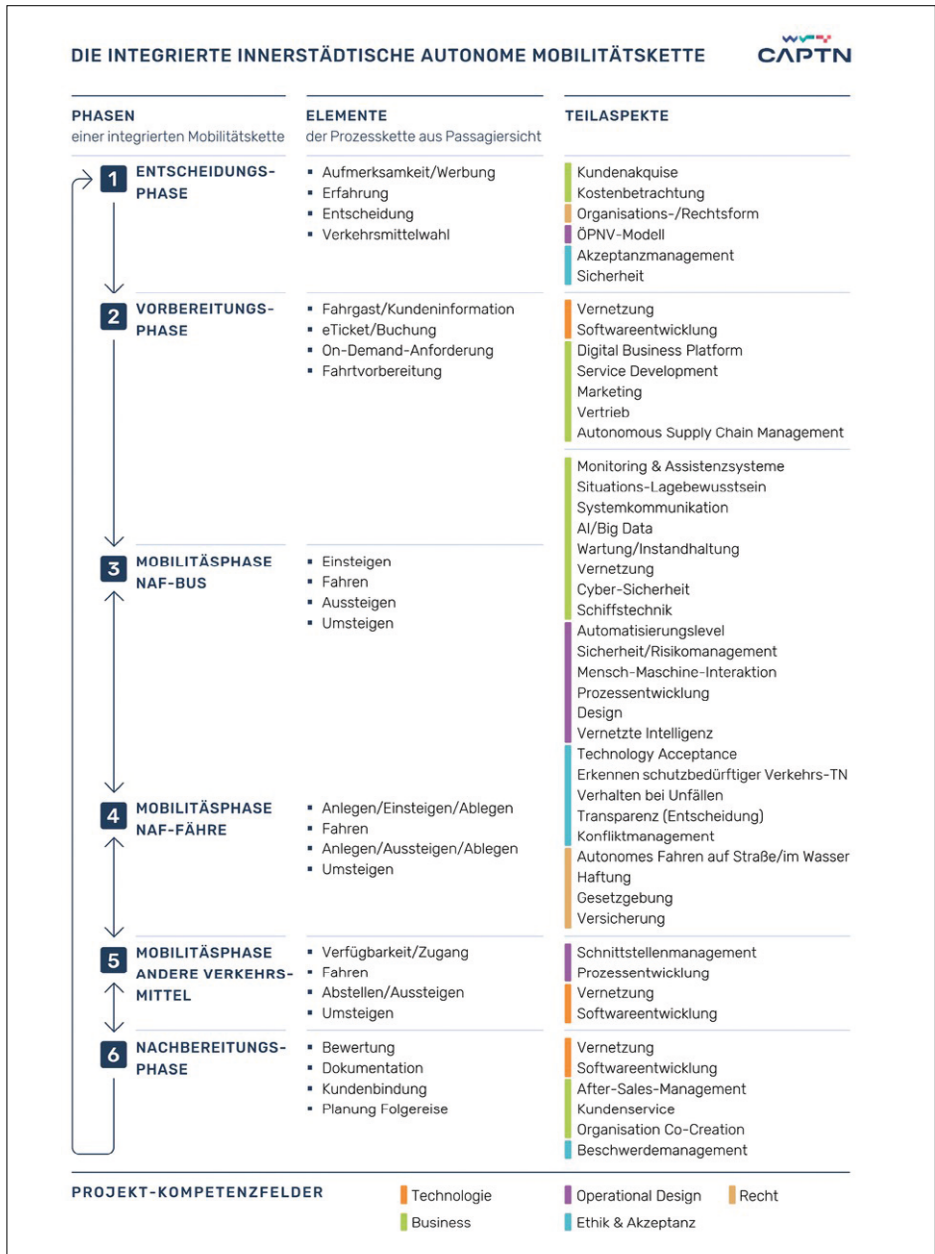 DIE INTEGRIERTE INNERSTÄDTISCHE AUTONOME MOBILITÄTSKETTE
CAPTN
PHASEN
einer integrierten Mobilitätskette
ELEMENTE
der Prozesskette aus Passagiersicht
TEILASPEKTE
1
ENTSCHEIDUNGS-
PHASE
▪ Aufmerksamkeit/Werbung
▪ Erfahrung
▪ Entscheidung
▪ Verkehrsmittelwahl
Kundenakquise
Kostenbetrachtung
Organisations-/Rechtsform
ÖPNV-Modell
Akzeptanzmanagement
Sicherheit
2
VORBEREITUNGS-
PHASE
▪ Fahrgast/Kundeninformation
▪ eTicket/Buchung
▪ On-Demand-Anforderung
▪ Fahrtvorbereitung
Vernetzung
Softwareentwicklung
Digital Business Platform
Service Development
Marketing
Vertrieb
Autonomous Supply Chain Management
3
MOBILITÄSPHASE
NAF-BUS
▪ Einsteigen
▪ Fahren
▪ Aussteigen
▪ Umsteigen
Monitoring & Assistenzsysteme
Situations-Lagebewusstsein
Systemkommunikation
AI/Big Data
Wartung/Instandhaltung
Vernetzung
Cyber-Sicherheit
Schiffstechnik
Automatisierungslevel
Sicherheit/Risikomanagement
Mensch-Maschine-Interaktion
Prozessentwicklung
Design
Vernetzte Intelligenz
Technology Acceptance
Erkennen schutzbedürftiger Verkehrs-TN
Verhalten bei Unfällen
Transparenz (Entscheidung)
Konfliktmanagement
Autonomes Fahren auf Straße/im Wasser
Haftung
Gesetzgebung
Versicherung
4
MOBILITÄSPHASE
NAF-FÄHRE
▪ Anlegen/Einsteigen/Ablegen
▪ Fahren
▪ Anlegen/Aussteigen/Ablegen
▪ Umsteigen
5
MOBILITÄSPHASE
ANDERE VERKEHRS-
MITTEL
▪ Verfügbarkeit/Zugang
▪ Fahren
▪ Abstellen/Aussteigen
▪ Umsteigen
Schnittstellenmanagement
Prozessentwicklung
Vernetzung
Softwareentwicklung
6
NACHBEREITUNGS-
PHASE
▪ Bewertung
▪ Dokumentation
▪ Kundenbindung
▪ Planung Folgereise
Vernetzung
Softwareentwicklung
After-Sales-Management
Kundenservice
Organisation Co-Creation
Beschwerdemanagement
PROJEKT-KOMPETENZFELDER
Technologie
Operational Design
Recht
Business
Ethik & Akzeptanz